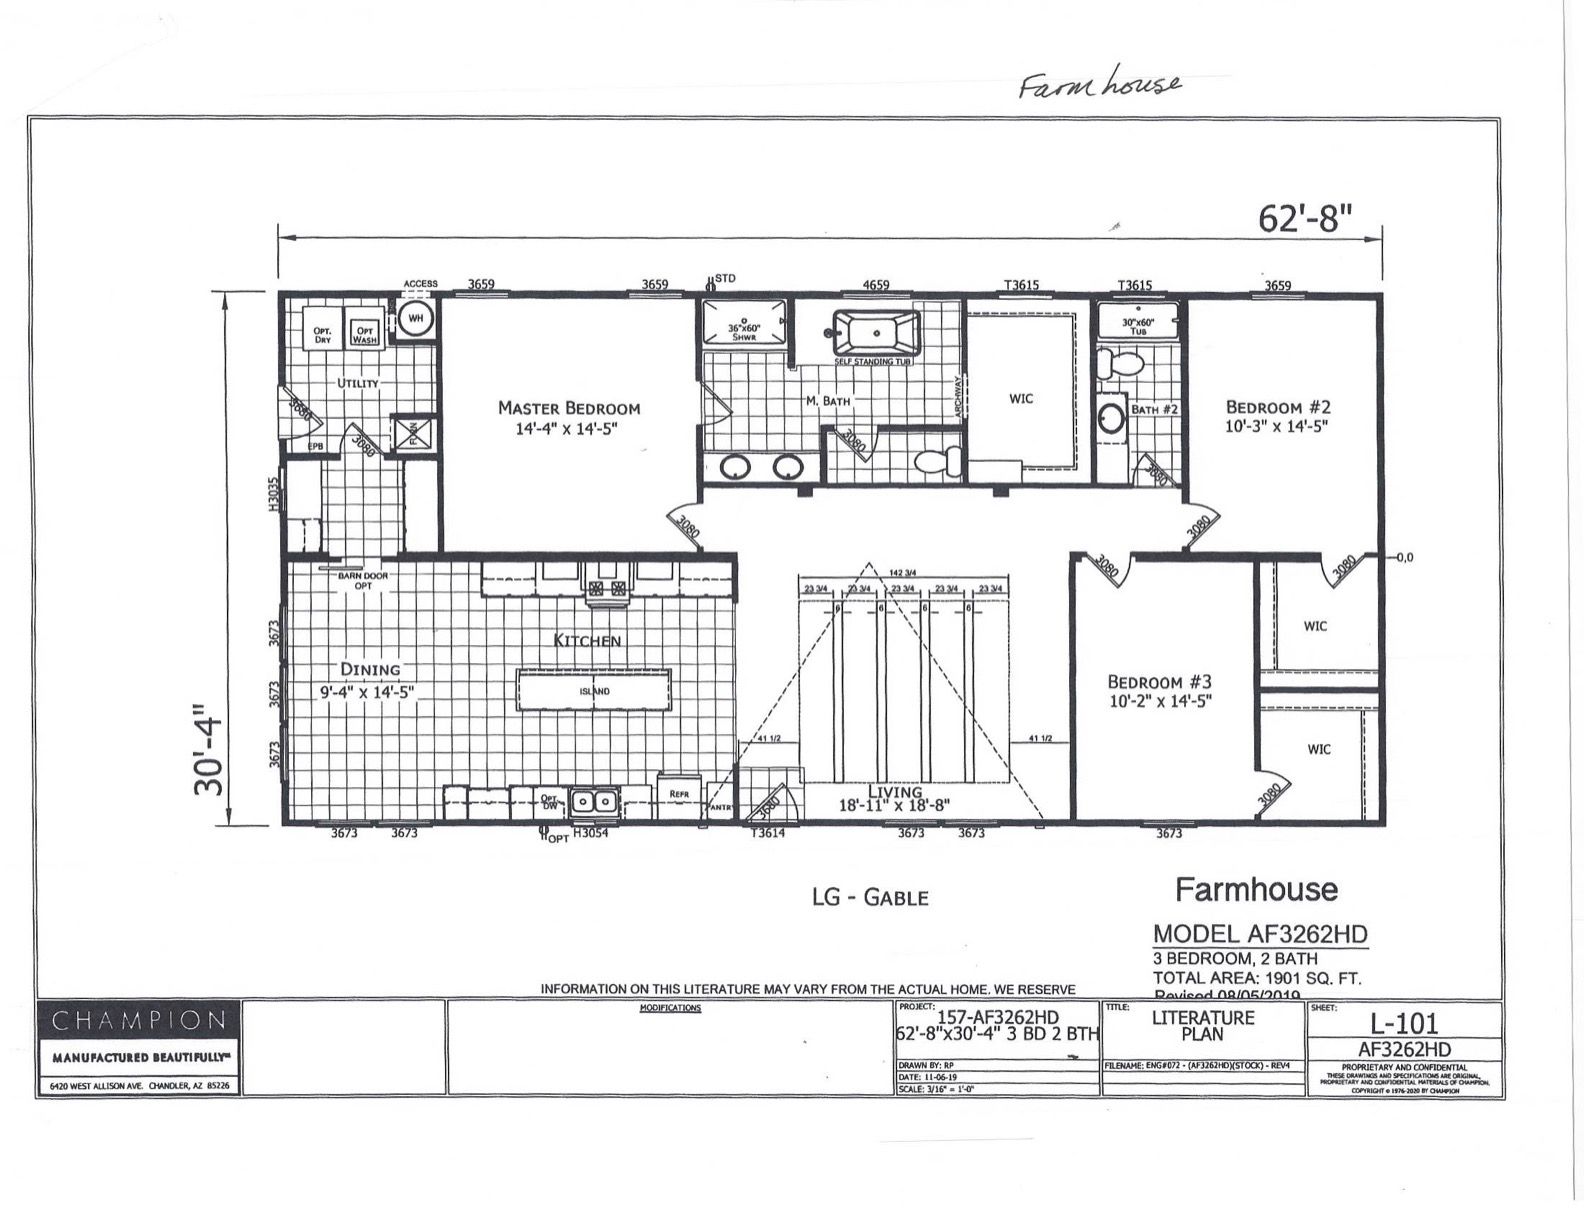 Farmhouse
62'-8"
STD
ACCESS
3659
3659
4659
T3615
T3615
3659
OPT.
DRY
OPT
WASH
WH
36"x60"
SHWR
SELF STANDING TUB
30"x60"
TUB
UTILITY
3680
EPB
3080
FURN
MASTER BEDROOM
14'-4" x 14'-5"
M. BATH
ARCHWAY
WIC
BATH #2
BEDROOM #2
10'-3" x 14'-5"
3080
3080
H3035
3080
3080
3080
3080
0,0
BARN DOOR
OPT
142 3/4
23 3/4
23 3/4
23 3/4
23 3/4
23 3/4
6
6
6
6
3673
3673
3673
KITCHEN
DINING
9'-4" x 14'-5"
ISLAND
WIC
BEDROOM #3
10'-2" x 14'-5"
30'-4"
41 1/2
41 1/2
WIC
OPT.
DW
REFR
ANTR
3680
LIVING
18'-11" x 18'-8"
3080
3673
3673
OPT
H3054
T3614
3673
3673
3673
LG - GABLE
Farmhouse
MODEL AF3262HD
3 BEDROOM, 2 BATH
TOTAL AREA: 1901 SQ. FT.
Revised 08/05/2019
INFORMATION ON THIS LITERATURE MAY VARY FROM THE ACTUAL HOME. WE RESERVE
CHAMPION
MANUFACTURED BEAUTIFULLY™
6420 WEST ALLISON AVE. CHANDLER, AZ 85226
MODIFICATIONS
PROJECT:
157-AF3262HD
62'-8"x30'-4" 3 BD 2 BTH
DRAWN BY: RP
DATE: 11-06-19
SCALE: 3/16" = 1'-0"
TITLE:
LITERATURE
PLAN
FILENAME: ENG#072 - (AF3262HD)(STOCK) - REV4
SHEET:
L-101
AF3262HD
PROPRIETARY AND CONFIDENTIAL
THESE DRAWINGS AND SPECIFICATIONS ARE ORIGINAL,
PROPRIETARY AND CONFIDENTIAL MATERIALS OF CHAMPION.
COPYRIGHT © 1976-2020 BY CHAMPION